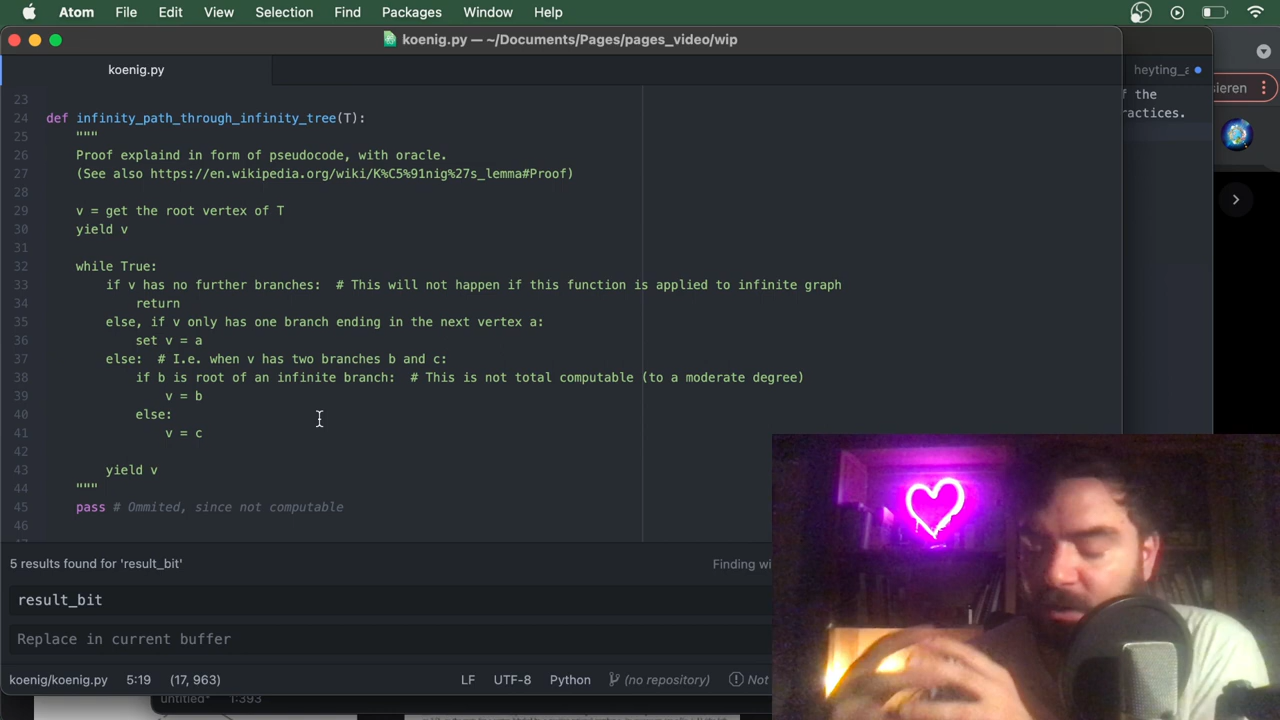 Atom File Edit View Selection Find Packages Window Help
koenig.py — ~/Documents/Pages/pages_video/wip
koenig.py
heyting_a
f the
ractices.
ieren
23
24 def infinity_path_through_infinity_tree(T):
25 """
26 Proof explaind in form of pseudocode, with oracle.
27 (See also https://en.wikipedia.org/wiki/K%C5%91nig%27s_lemma#Proof)
28
29 v = get the root vertex of T
30 yield v
31
32 while True:
33 if v has no further branches:  # This will not happen if this function is applied to infinite graph
34 return
35 else, if v only has one branch ending in the next vertex a:
36 set v = a
37 else:  # I.e. when v has two branches b and c:
38 if b is root of an infinite branch:  # This is not total computable (to a moderate degree)
39 v = b
40 else:
41 v = c
42
43 yield v
44 """
45 pass # Ommited, since not computable
46
5 results found for 'result_bit'
Finding wi
result_bit
Replace in current buffer
koenig/koenig.py 5:19 (17, 963) LF UTF-8 Python (no repository) Not
untitled 1:393